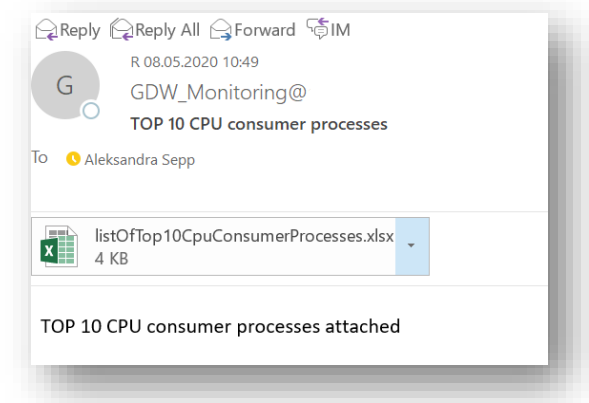 Reply Reply All Forward IM
R 08.05.2020 10:49
G
GDW_Monitoring@
TOP 10 CPU consumer processes
To Aleksandra Sepp
listOfTop10CpuConsumerProcesses.xlsx
4 KB
TOP 10 CPU consumer processes attached